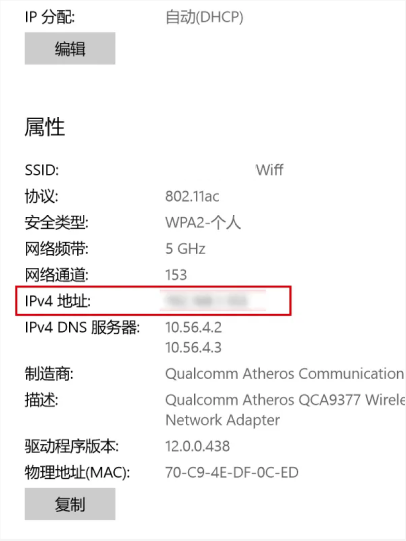 IP 分配: 自动(DHCP)
编辑
属性
SSID: Wiff
协议: 802.11ac
安全类型: WPA2-个人
网络频带: 5 GHz
网络通道: 153
IPv4 地址:
IPv4 DNS 服务器: 10.56.4.2
10.56.4.3
制造商: Qualcomm Atheros Communication
描述: Qualcomm Atheros QCA9377 Wirele
Network Adapter
驱动程序版本: 12.0.0.438
物理地址(MAC): 70-C9-4E-DF-0C-ED
复制